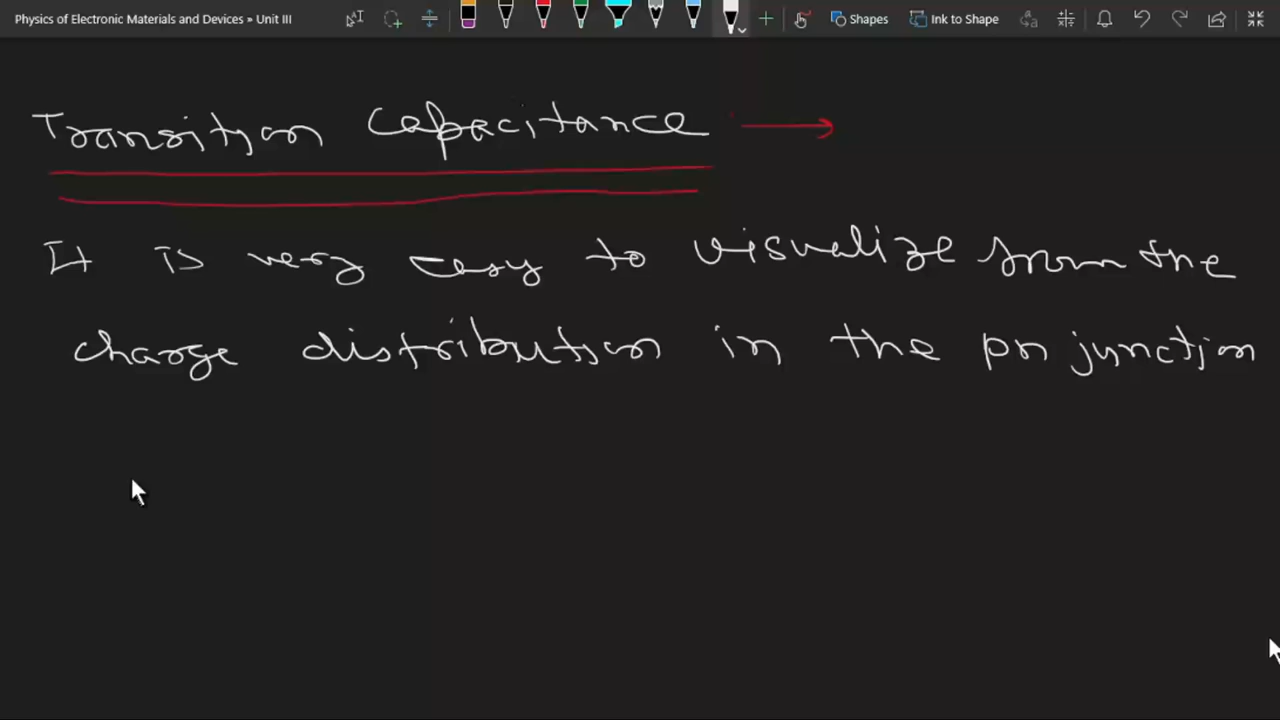 Physics of Electronic Materials and Devices » Unit III
Shapes
Ink to Shape
Transition Capacitance
It is very easy to visualize from the
charge distribution in the pn junction